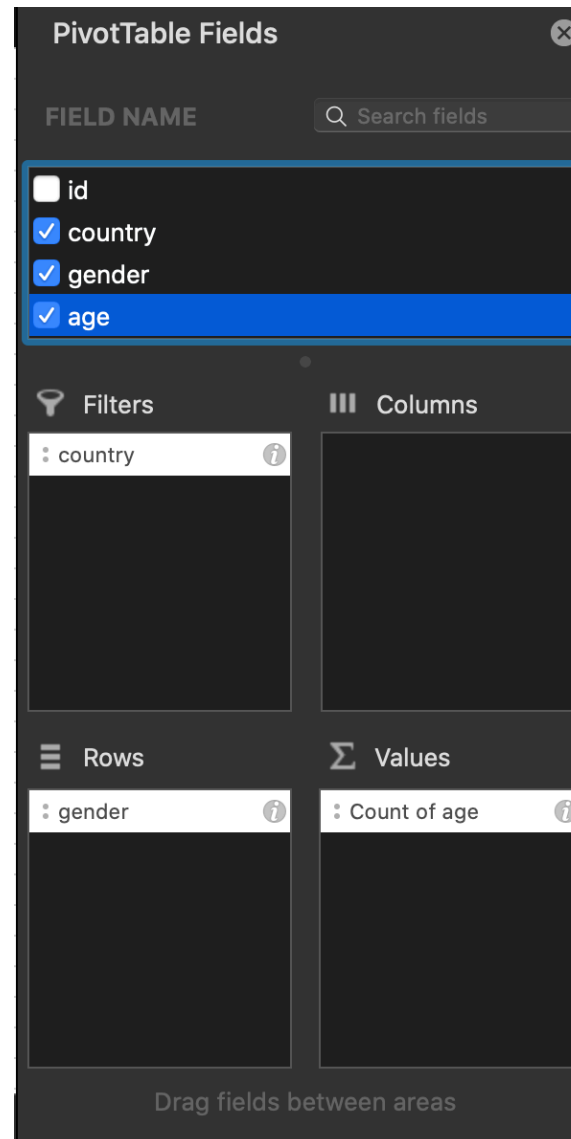 PivotTable Fields
FIELD NAME
Search fields
id
country
gender
age
Filters
Columns
country
Rows
Values
gender
Count of age
Drag fields between areas